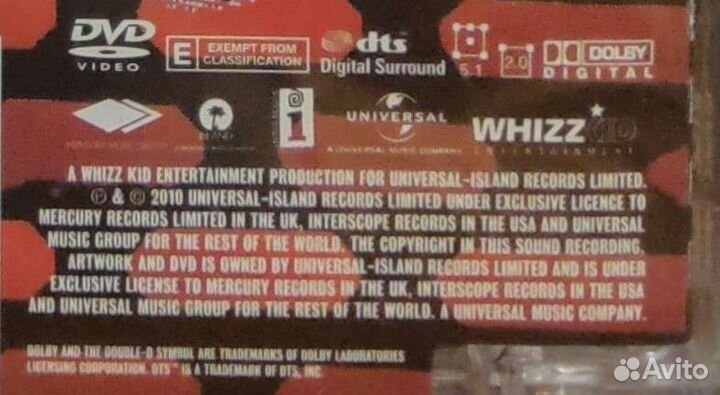 DVD
VIDEO
E EXEMPT FROM
CLASSIFICATION
dts
Digital Surround
5.1
2.0
DOLBY
DIGITAL
ISLAND
i
UNIVERSAL
A UNIVERSAL MUSIC COMPANY
WHIZZ KID
ENTERTAINMENT
A WHIZZ KID ENTERTAINMENT PRODUCTION FOR UNIVERSAL-ISLAND RECORDS LIMITED.
℗ & © 2010 UNIVERSAL-ISLAND RECORDS LIMITED UNDER EXCLUSIVE LICENCE TO
MERCURY RECORDS LIMITED IN THE UK, INTERSCOPE RECORDS IN THE USA AND UNIVERSAL
MUSIC GROUP FOR THE REST OF THE WORLD. THE COPYRIGHT IN THIS SOUND RECORDING,
ARTWORK AND DVD IS OWNED BY UNIVERSAL-ISLAND RECORDS LIMITED AND IS UNDER
EXCLUSIVE LICENSE TO MERCURY RECORDS IN THE UK, INTERSCOPE RECORDS IN THE USA
AND UNIVERSAL MUSIC GROUP FOR THE REST OF THE WORLD. A UNIVERSAL MUSIC COMPANY.
DOLBY AND THE DOUBLE-D SYMBOL ARE TRADEMARKS OF DOLBY LABORATORIES
LICENSING CORPORATION. DTS™ IS A TRADEMARK OF DTS, INC.
Avito